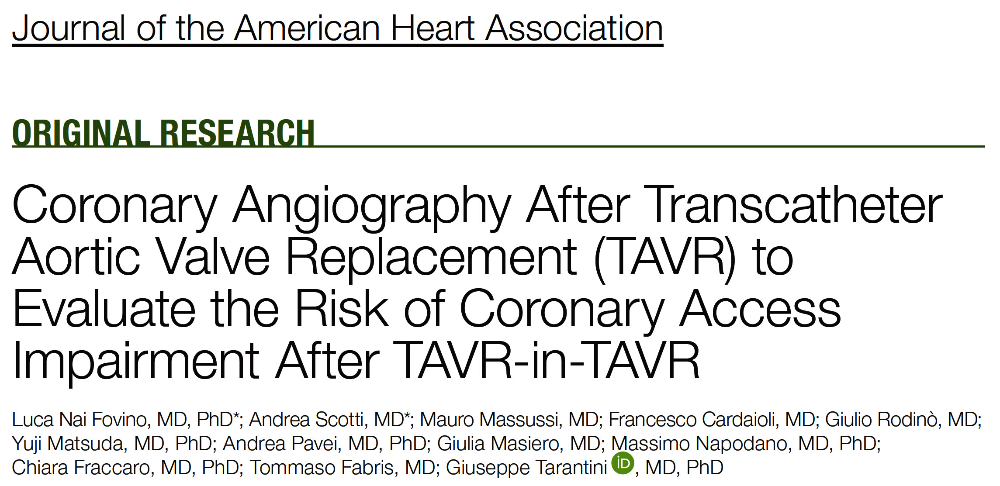 Journal of the American Heart Association
ORIGINAL RESEARCH
Coronary Angiography After Transcatheter
Aortic Valve Replacement (TAVR) to
Evaluate the Risk of Coronary Access
Impairment After TAVR-in-TAVR
Luca Nai Fovino, MD, PhD*; Andrea Scotti, MD*; Mauro Massussi, MD; Francesco Cardaioli, MD; Giulio Rodinò, MD;
Yuji Matsuda, MD, PhD; Andrea Pavei, MD, PhD; Giulia Masiero, MD; Massimo Napodano, MD, PhD;
Chiara Fraccaro, MD, PhD; Tommaso Fabris, MD; Giuseppe Tarantini iD, MD, PhD